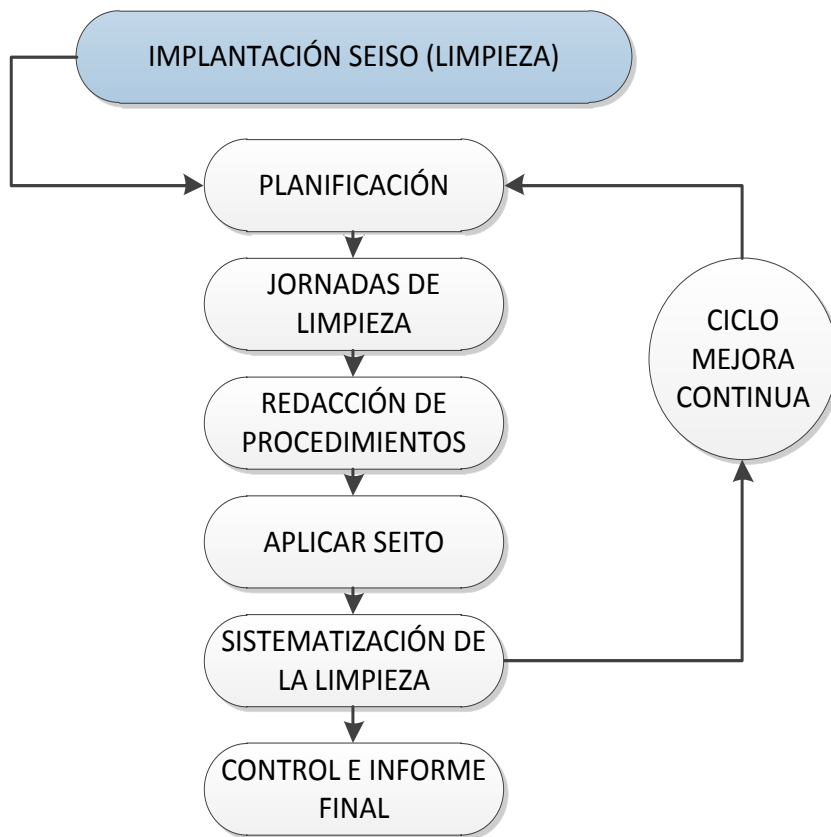 IMPLANTACIÓN SEISO (LIMPIEZA)
PLANIFICACIÓN
JORNADAS DE
LIMPIEZA
REDACCIÓN DE
PROCEDIMIENTOS
APLICAR SEITO
SISTEMATIZACIÓN DE
LA LIMPIEZA
CONTROL E INFORME
FINAL
CICLO
MEJORA
CONTINUA